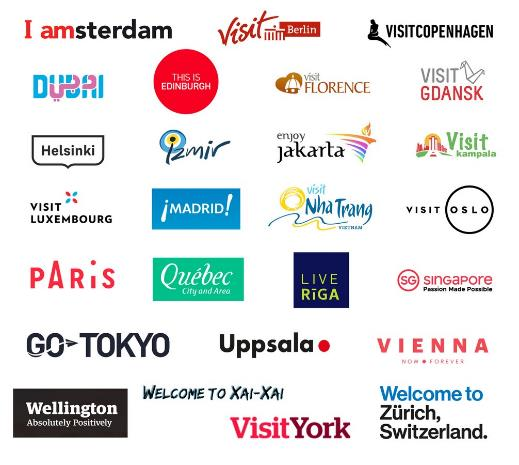 I amsterdam
Visit Berlin
VISITCOPENHAGEN
DUBAI
THIS IS
EDINBURGH
visit
FLORENCE
VISIT
GDANSK
Helsinki
izmir
enjoy
jakarta
Visit
kampala
VISIT
LUXEMBOURG
¡MADRID!
visit
Nha Trang
VIETNAM
VISIT OSLO
PARIS
Québec
City and Area
LIVE
RĪGA
SG singapore
Passion Made Possible
GO TOKYO
Uppsala
VIENNA
NOW FOREVER
Wellington
Absolutely Positively
WELCOME TO XAI-XAI
VisitYork
Welcome to
Zürich,
Switzerland.